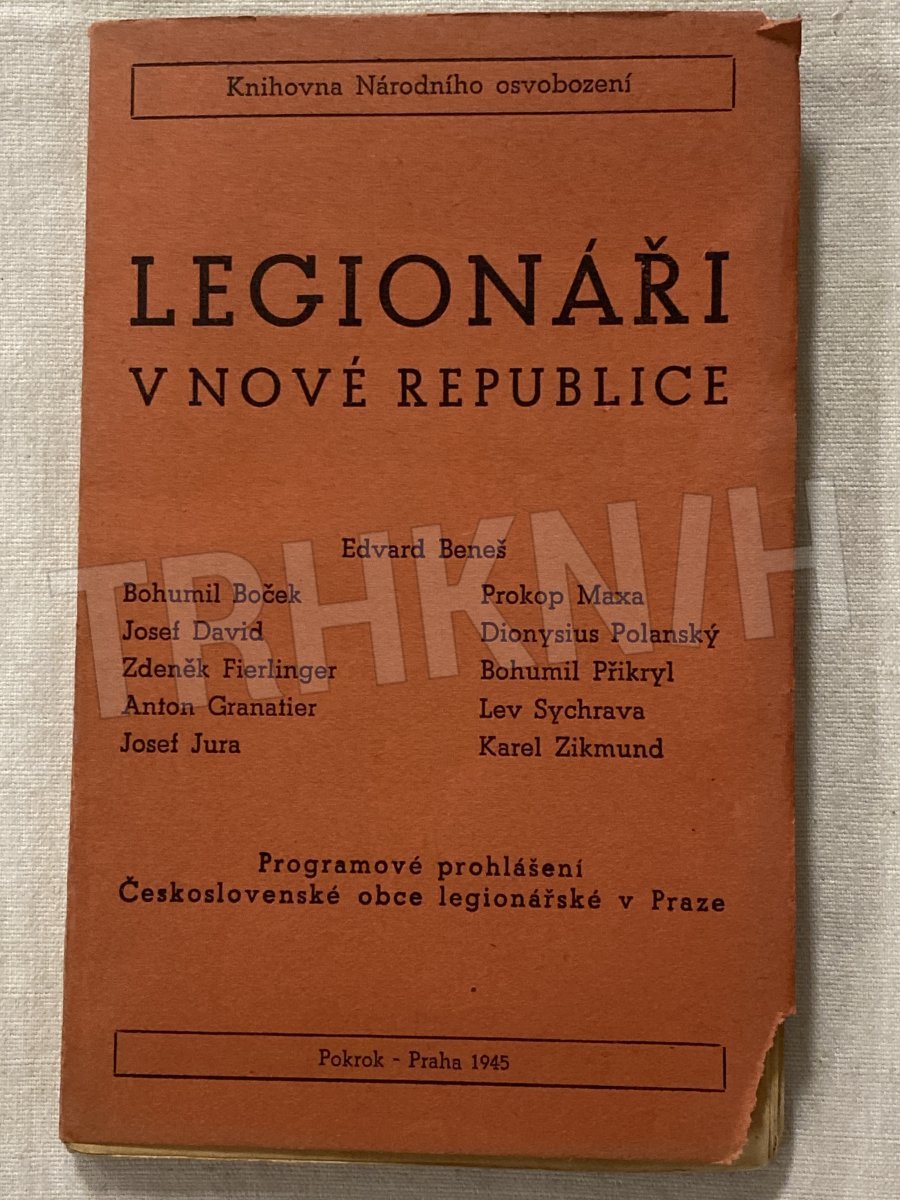 Knihovna Národního osvobození
LEGIONÁŘI
V NOVÉ REPUBLICE
Edvard Beneš
Bohumil Boček
Josef David
Zdeněk Fierlinger
Anton Granatier
Josef Jura
Prokop Maxa
Dionysius Polanský
Bohumil Přikryl
Lev Sychrava
Karel Zikmund
Programové prohlášení
Československé obce legionářské v Praze
Pokrok - Praha 1945
TRHKNIH